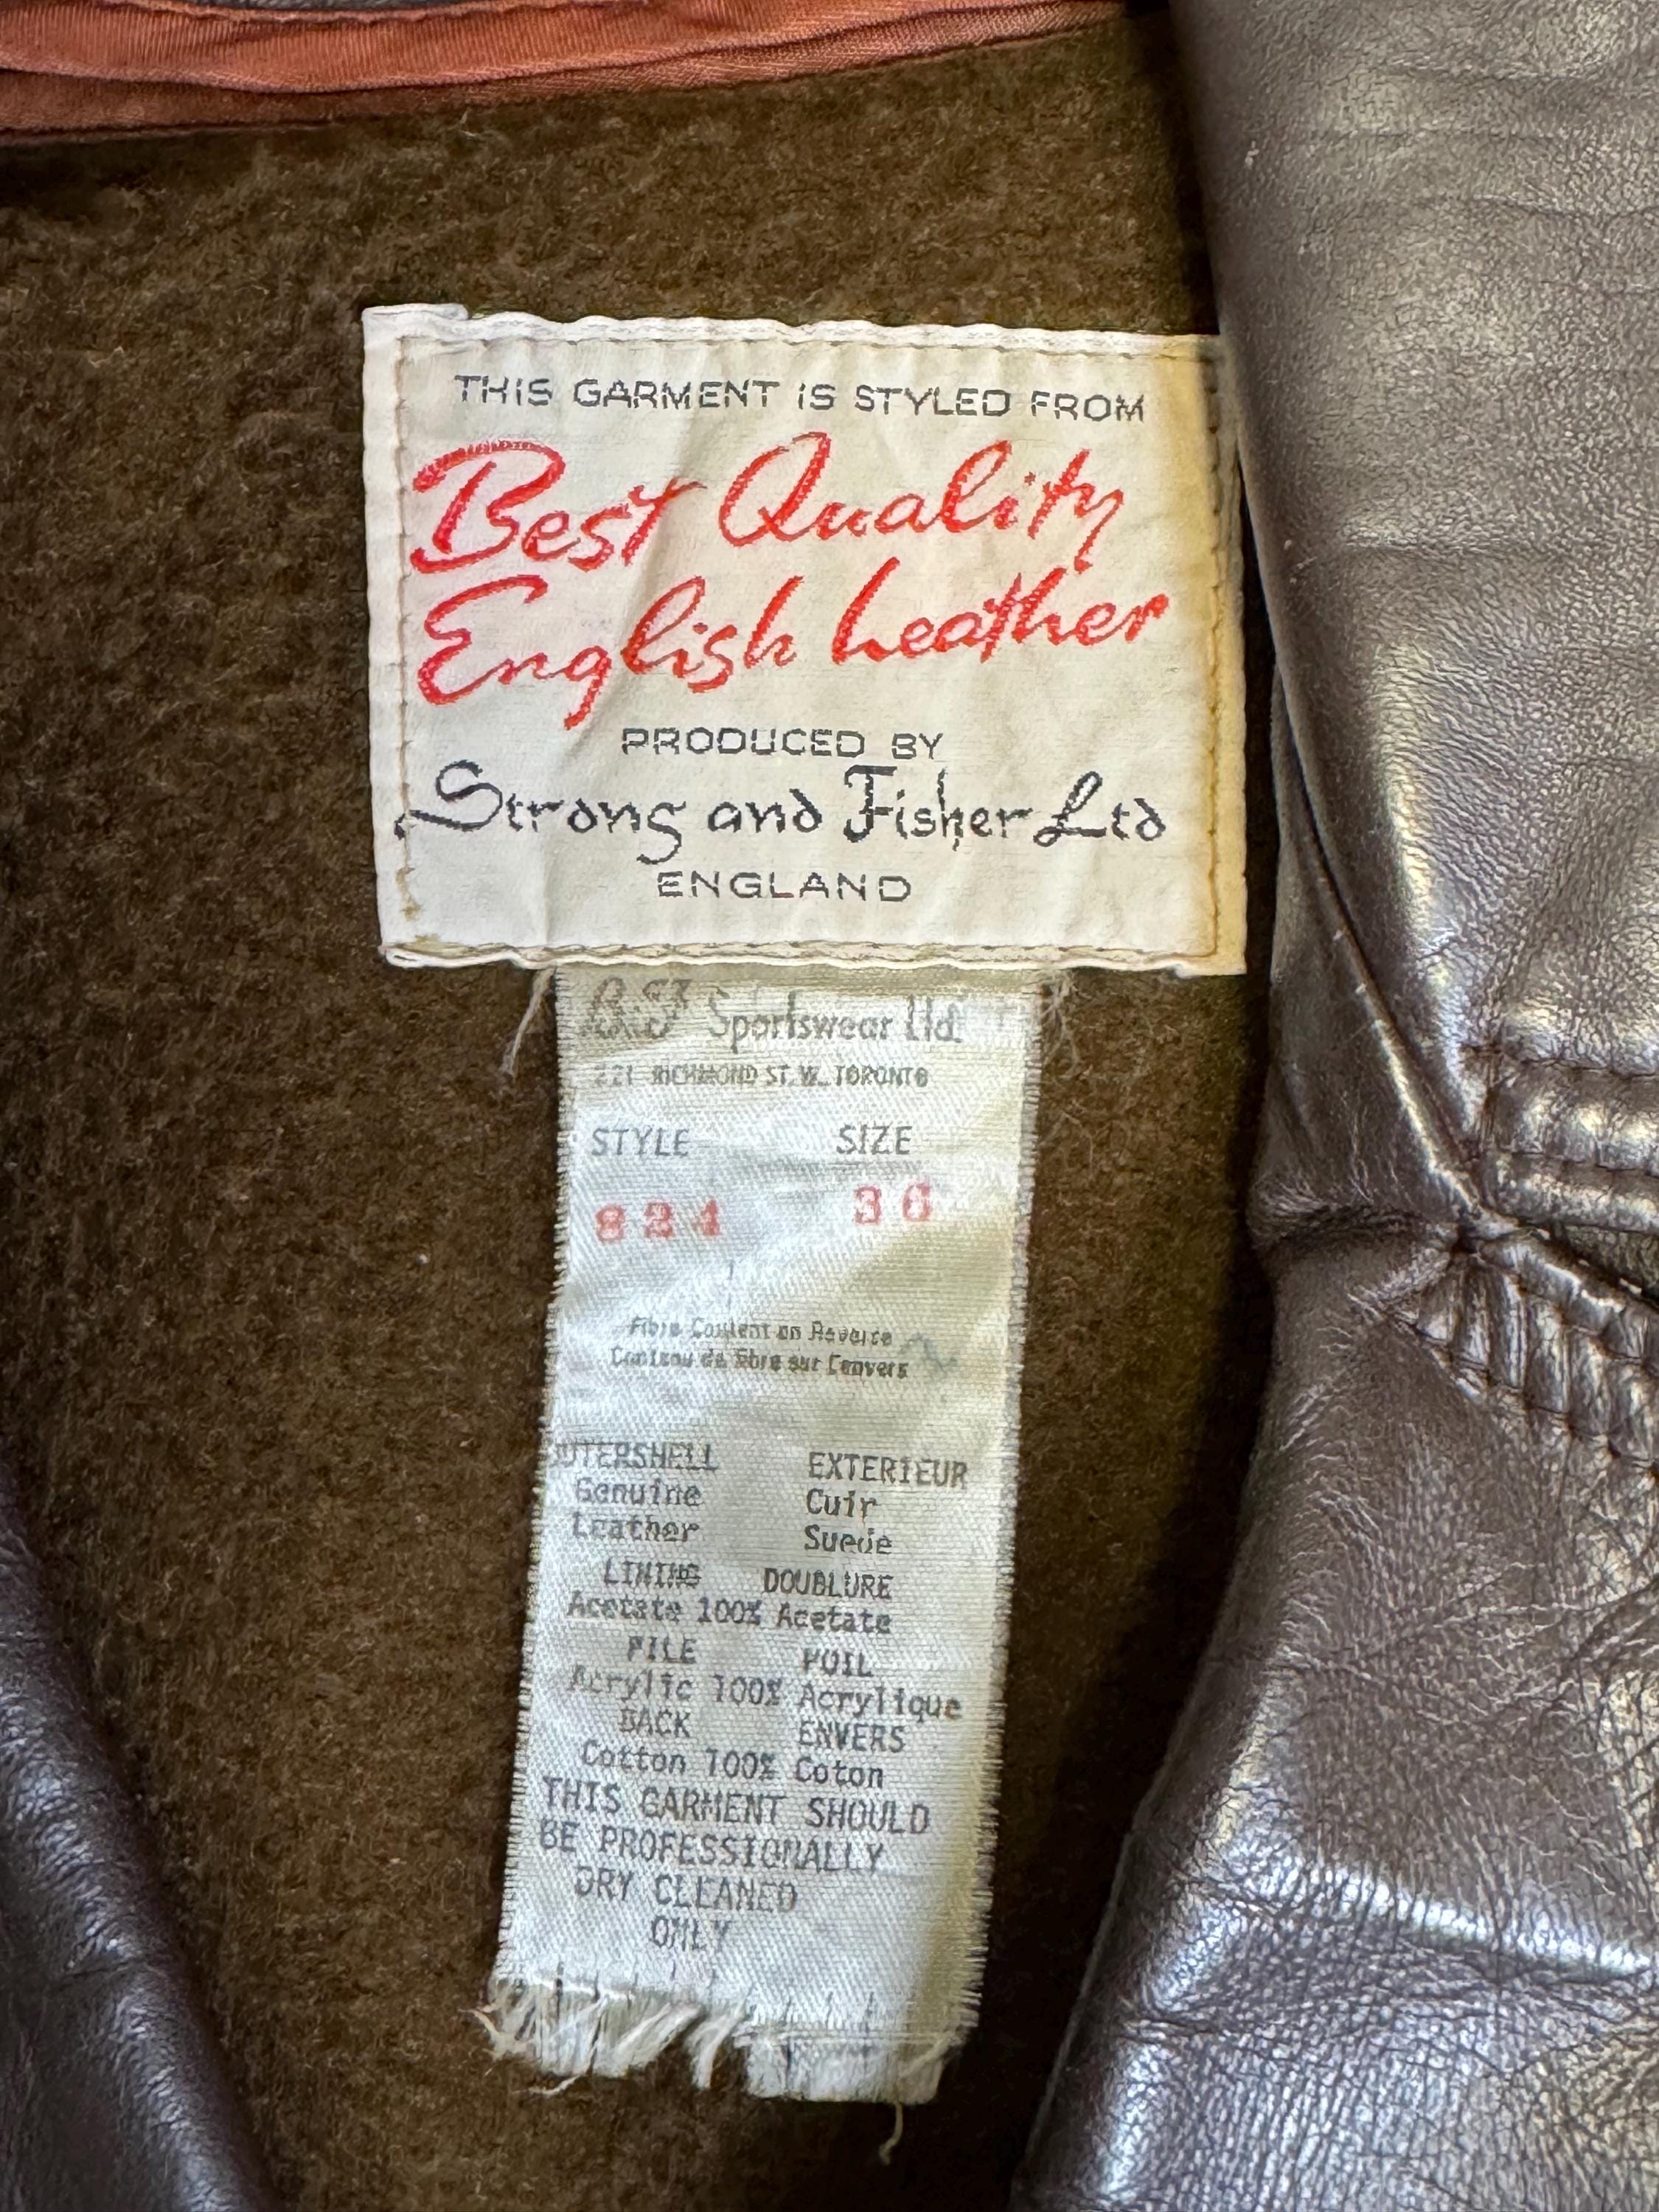 THIS GARMENT IS STYLED FROM
Best Quality
English Leather
PRODUCED BY
Strong and Fisher Ltd
ENGLAND
Sportswear Ltd.
221 RICHMOND ST. W. TORONTO
STYLE SIZE
824 36
Fibre Content on Reverse
Contenu de Fibre sur L'envers
OUTERSHELL EXTERIEUR
Genuine Cuir
Leather Suede
LINING DOUBLURE
Acetate 100% Acetate
PILE POIL
Acrylic 100% Acrylique
BACK ENVERS
Cotton 100% Coton
THIS GARMENT SHOULD
BE PROFESSIONALLY
DRY CLEANED
ONLY